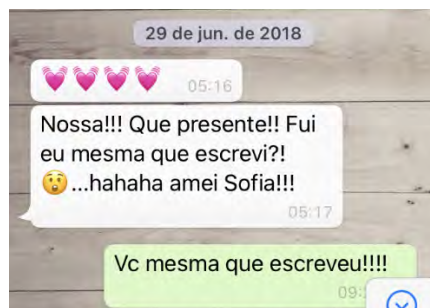 29 de jun. de 2018
💓💓💓💓 05:16
Nossa!!! Que presente!! Fui
eu mesma que escrevi?!
😲...hahaha amei Sofia!!!
05:17
Vc mesma que escreveu!!!!